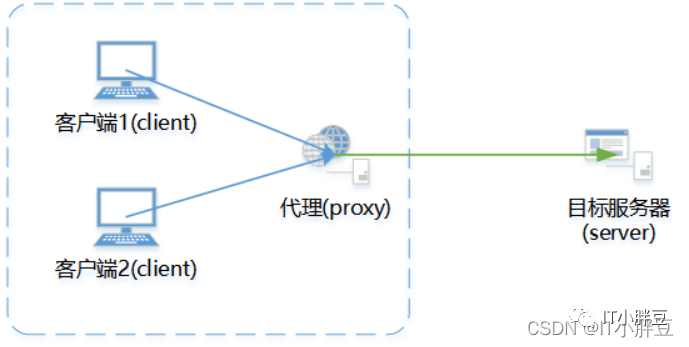 客户端1(client)
代理(proxy)
目标服务器
(server)
客户端2(client)
IT小胖豆
CSDN @IT小胖豆